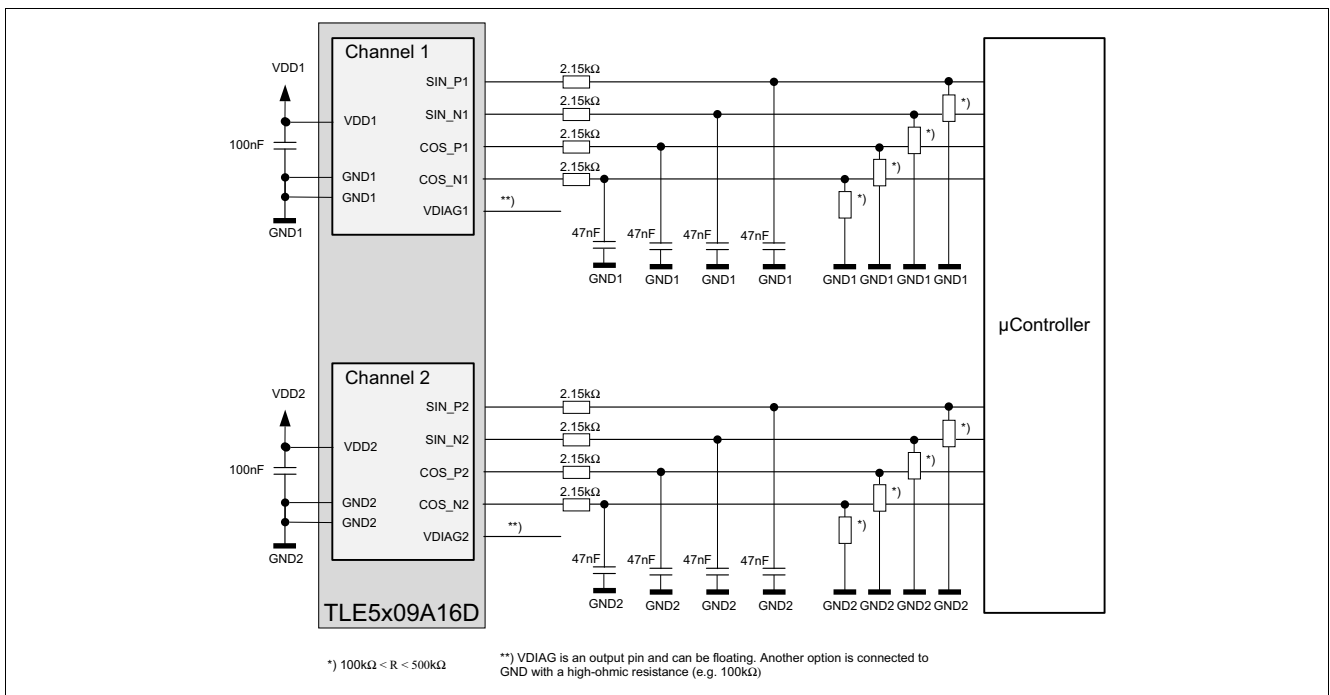 Channel 1
VDD1
SIN_P1
2.15kΩ
*)
VDD1
SIN_N1
2.15kΩ
*)
100nF
COS_P1
2.15kΩ
*)
GND1
COS_N1
2.15kΩ
*)
GND1
VDIAG1
**)
GND1
47nF 47nF 47nF 47nF
GND1 GND1 GND1 GND1 GND1 GND1 GND1 GND1
µController
Channel 2
VDD2
SIN_P2
2.15kΩ
*)
VDD2
SIN_N2
2.15kΩ
*)
100nF
COS_P2
2.15kΩ
*)
GND2
COS_N2
2.15kΩ
*)
GND2
VDIAG2
**)
GND2
47nF 47nF 47nF 47nF
GND2 GND2 GND2 GND2 GND2 GND2 GND2 GND2
TLE5x09A16D
*) 100kΩ < R < 500kΩ
**) VDIAG is an output pin and can be floating. Another option is connected to
GND with a high-ohmic resistance (e.g. 100kΩ)